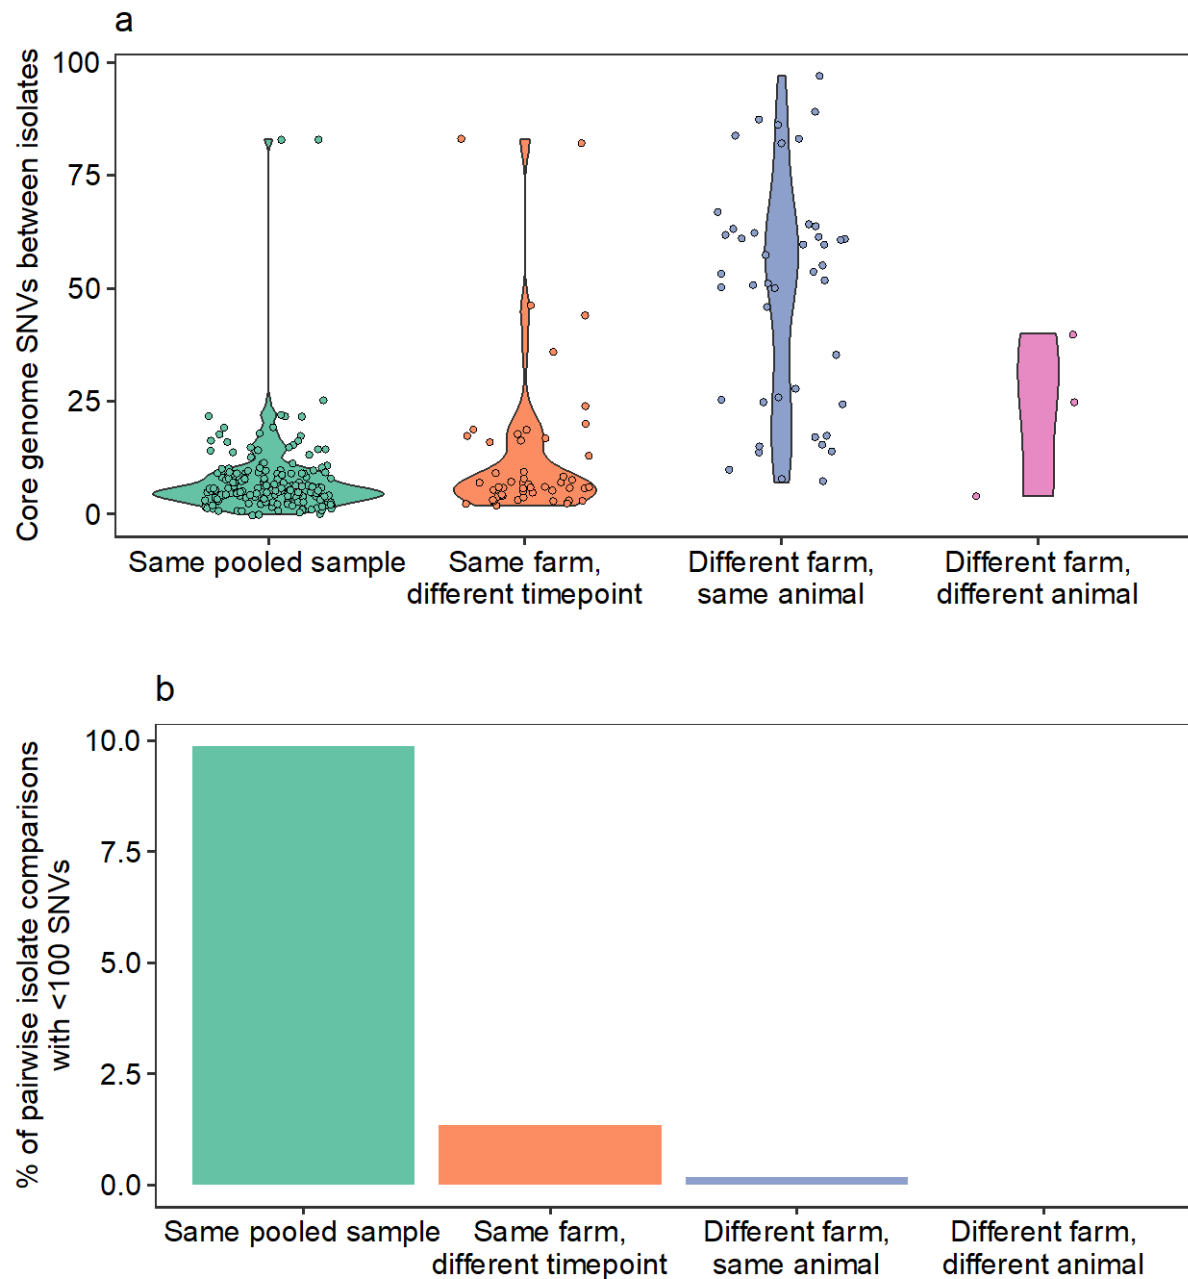 a
Core genome SNVs between isolates
100
75
50
25
0
Same pooled sample
Same farm,
different timepoint
Different farm,
same animal
Different farm,
different animal
b
% of pairwise isolate comparisons
with <100 SNVs
10.0
7.5
5.0
2.5
0.0
Same pooled sample
Same farm,
different timepoint
Different farm,
same animal
Different farm,
different animal